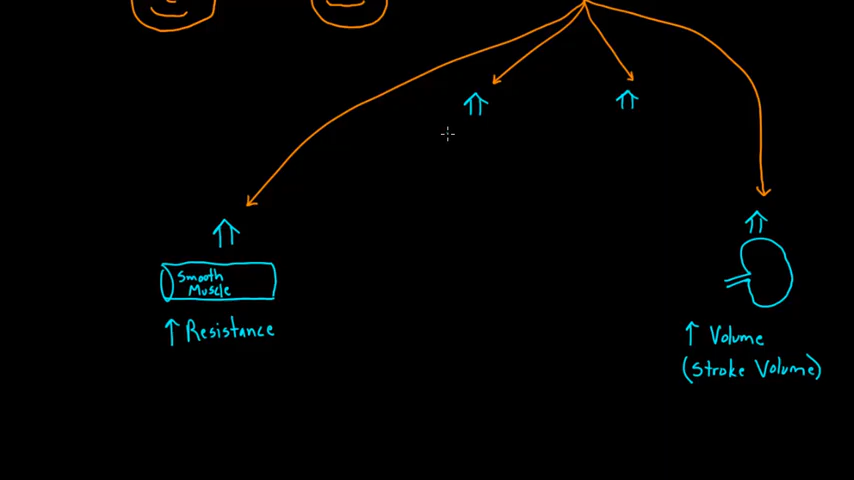 Smooth
Muscle
↑ Resistance
↑ Volume
(Stroke Volume)